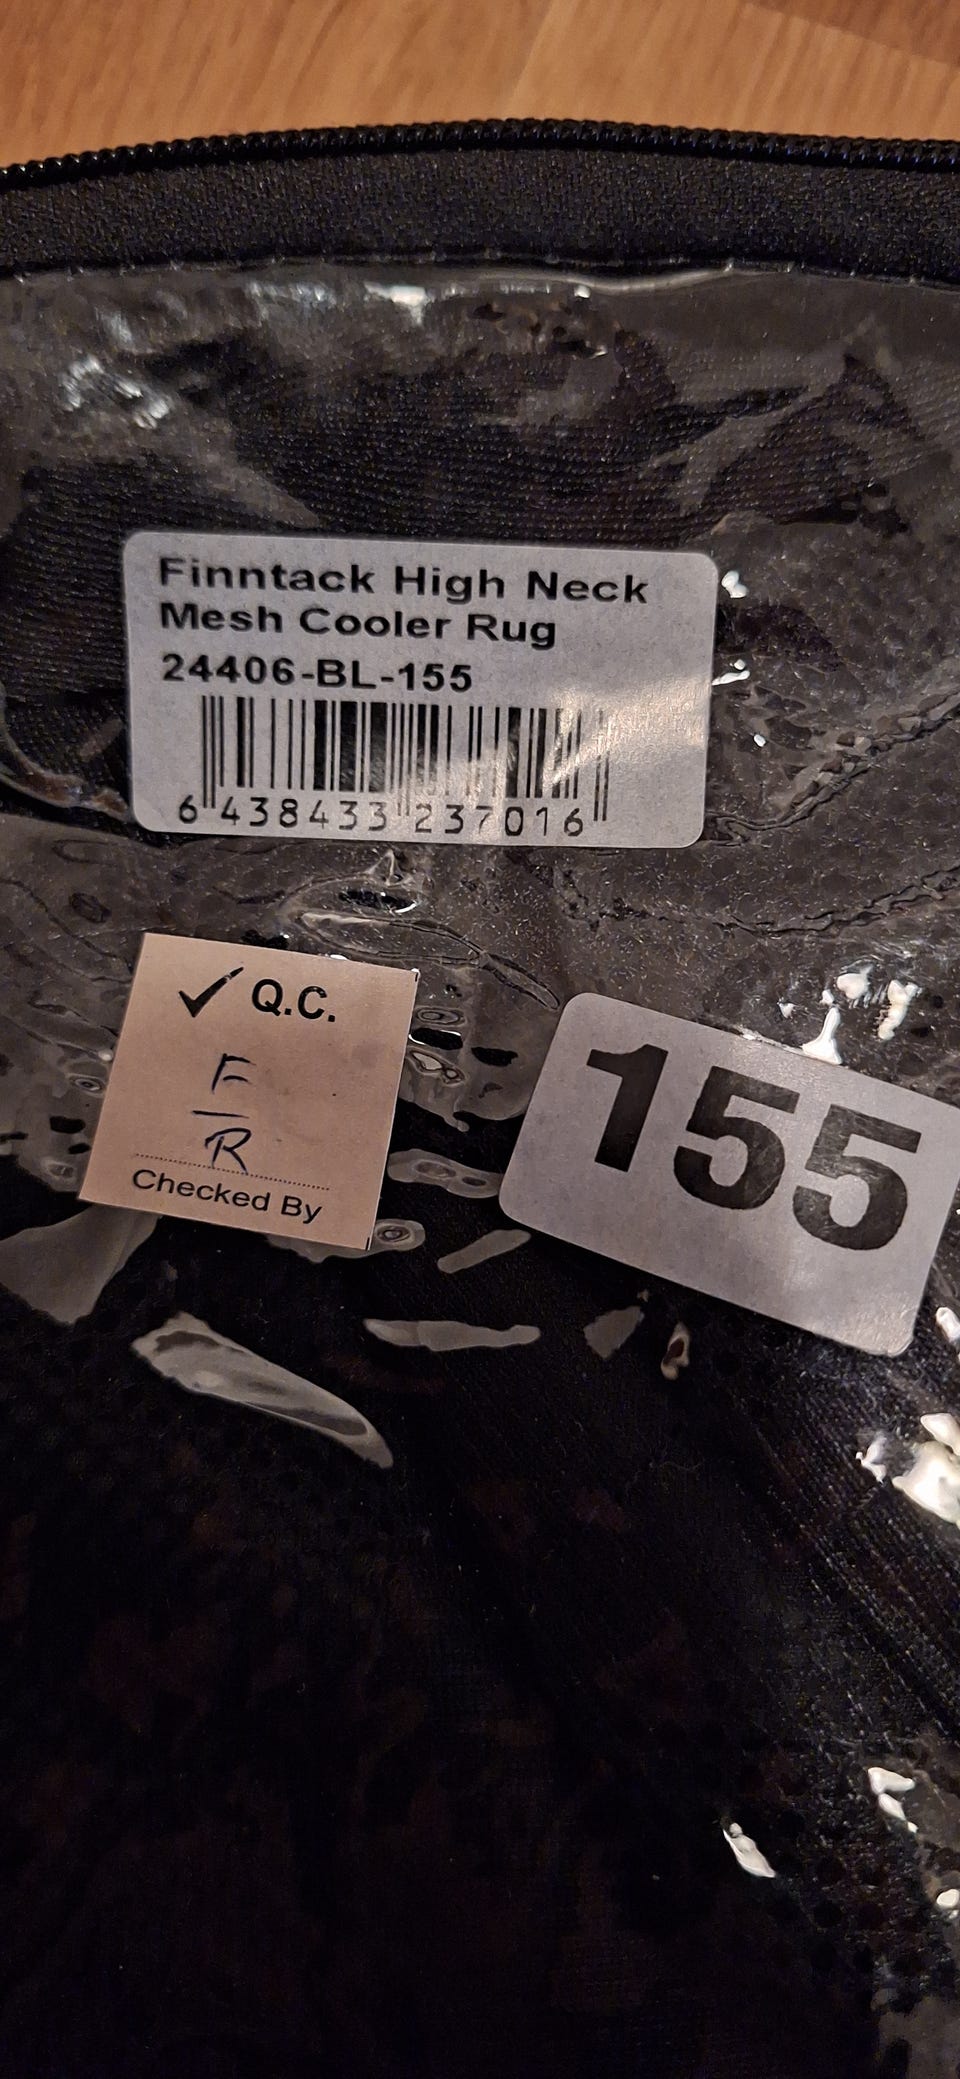 Finntack High Neck
Mesh Cooler Rug
24406-BL-155
6 438433 237016
✓ Q.C.
F
R
Checked By
155